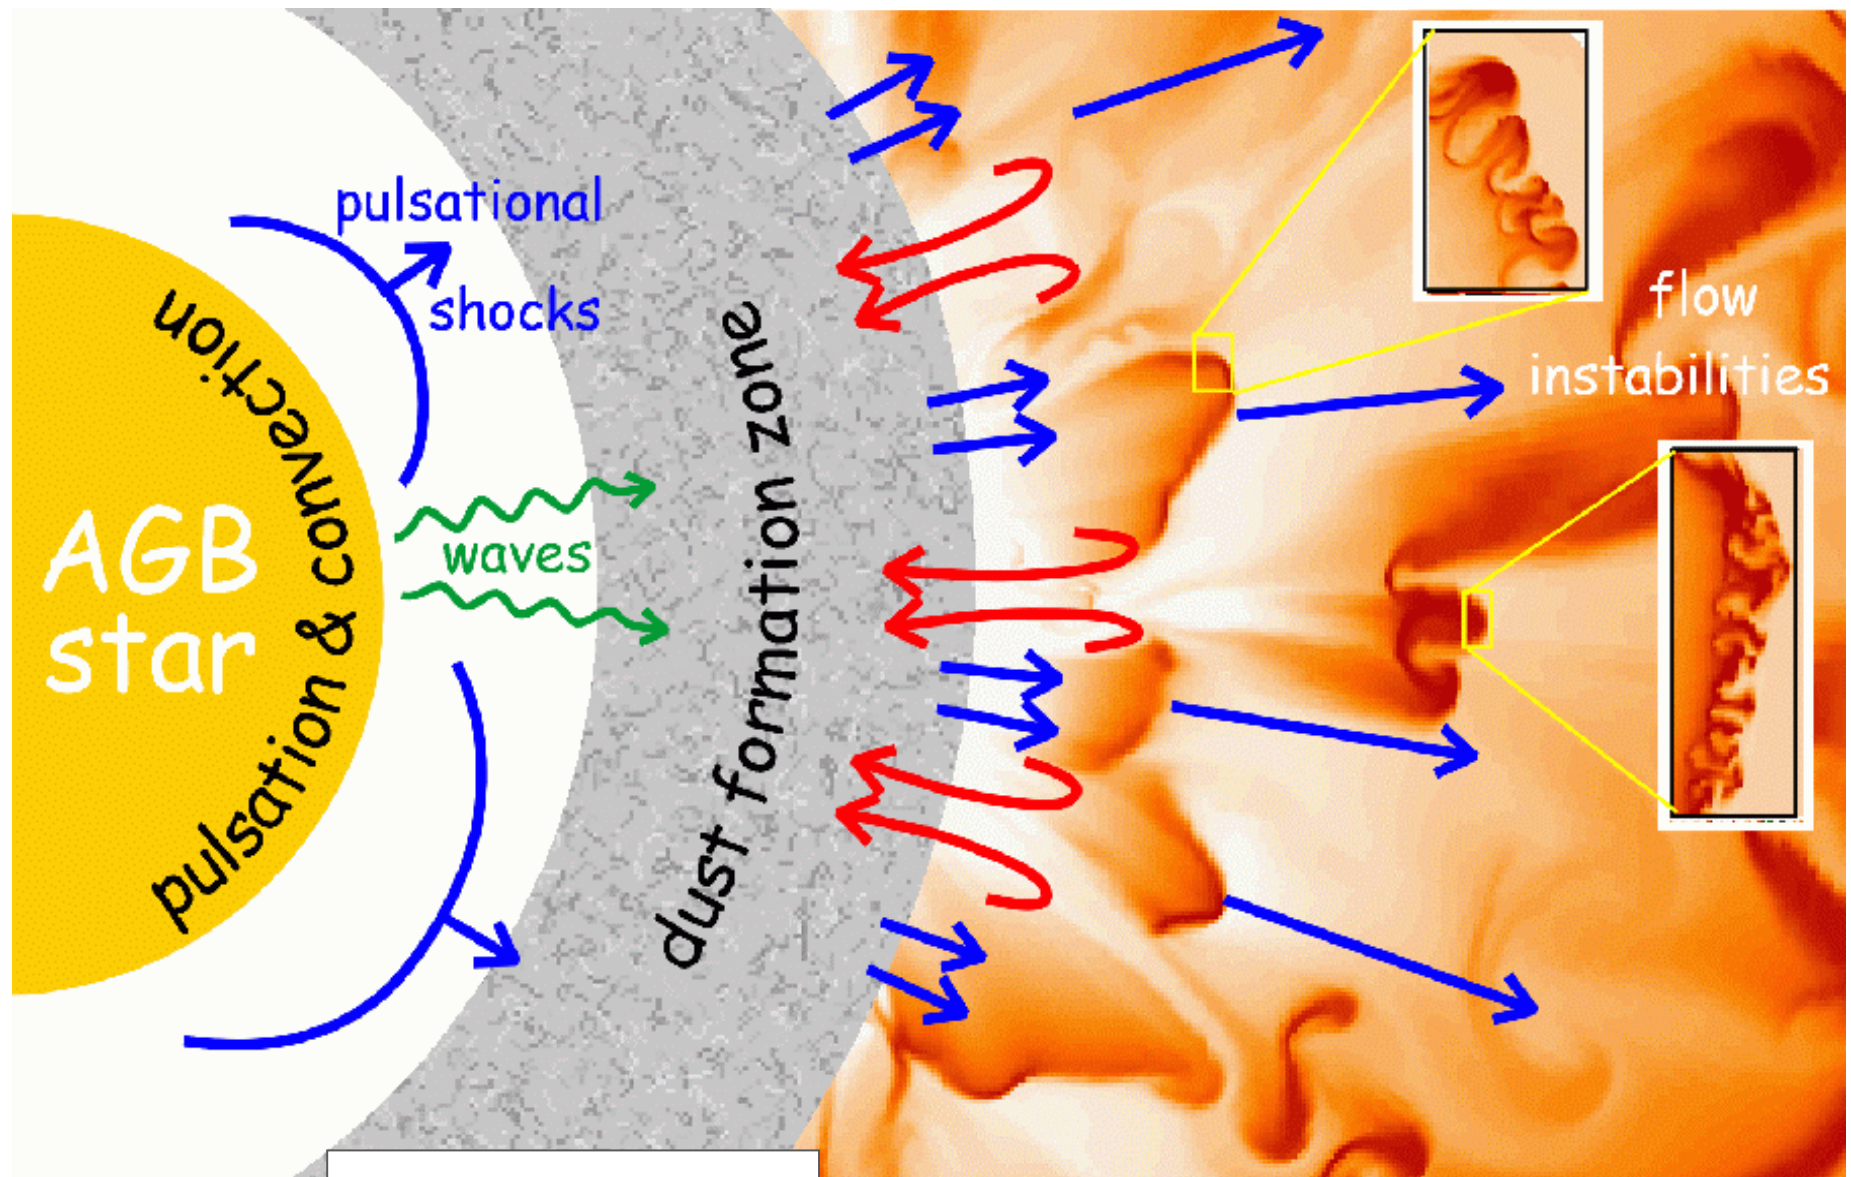 AGB
star
pulsation & convection
pulsational
shocks
waves
dust formation zone
flow
instabilities